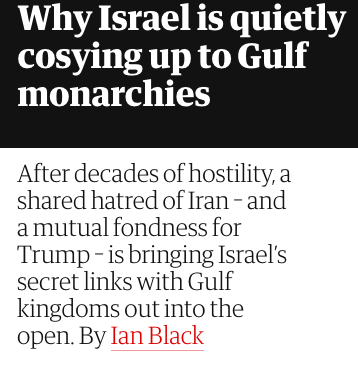 Why Israel is quietly
cosying up to Gulf
monarchies
After decades of hostility, a
shared hatred of Iran – and
a mutual fondness for
Trump – is bringing Israel’s
secret links with Gulf
kingdoms out into the
open. By Ian Black